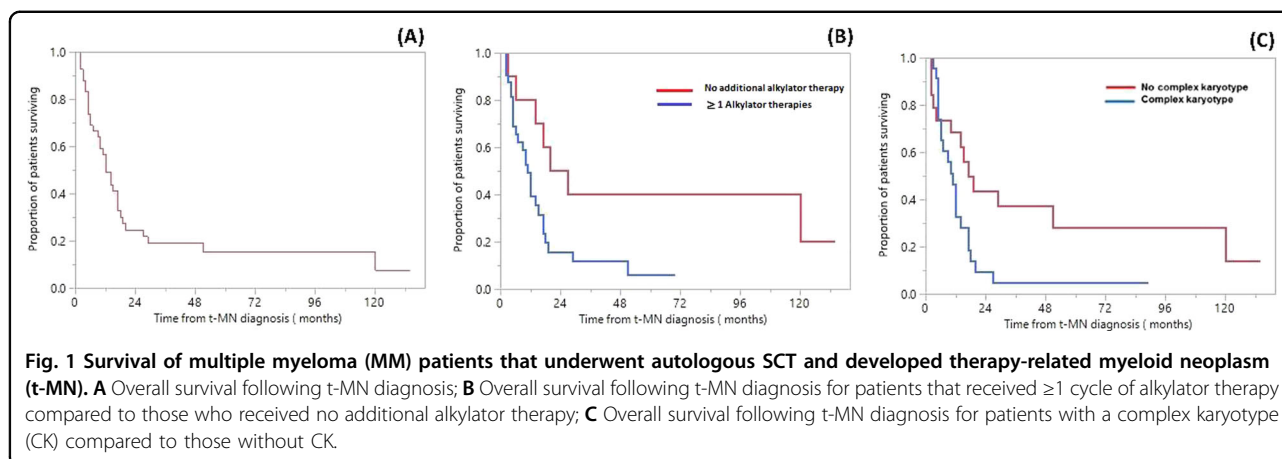 (A)
1.0
0.8
0.6
0.4
0.2
0.0
Proportion of patients surviving
0 24 48 72 96 120
Time from t-MN diagnosis ( months)
(B)
1.0
0.8
0.6
0.4
0.2
0.0
Proportion of patients surviving
No additional alkylator therapy
≥ 1 Alkylator therapies
0 24 48 72 96 120
Time from t-MN diagnosis (months)
(C)
1.0
0.8
0.6
0.4
0.2
0.0
Proportion of patients surviving
No complex karyotype
Complex karyotype
0 24 48 72 96 120
Time from t-MN diagnosis ( months)
Fig. 1 Survival of multiple myeloma (MM) patients that underwent autologous SCT and developed therapy-related myeloid neoplasm
(t-MN). A Overall survival following t-MN diagnosis; B Overall survival following t-MN diagnosis for patients that received ≥1 cycle of alkylator therapy
compared to those who received no additional alkylator therapy; C Overall survival following t-MN diagnosis for patients with a complex karyotype
(CK) compared to those without CK.